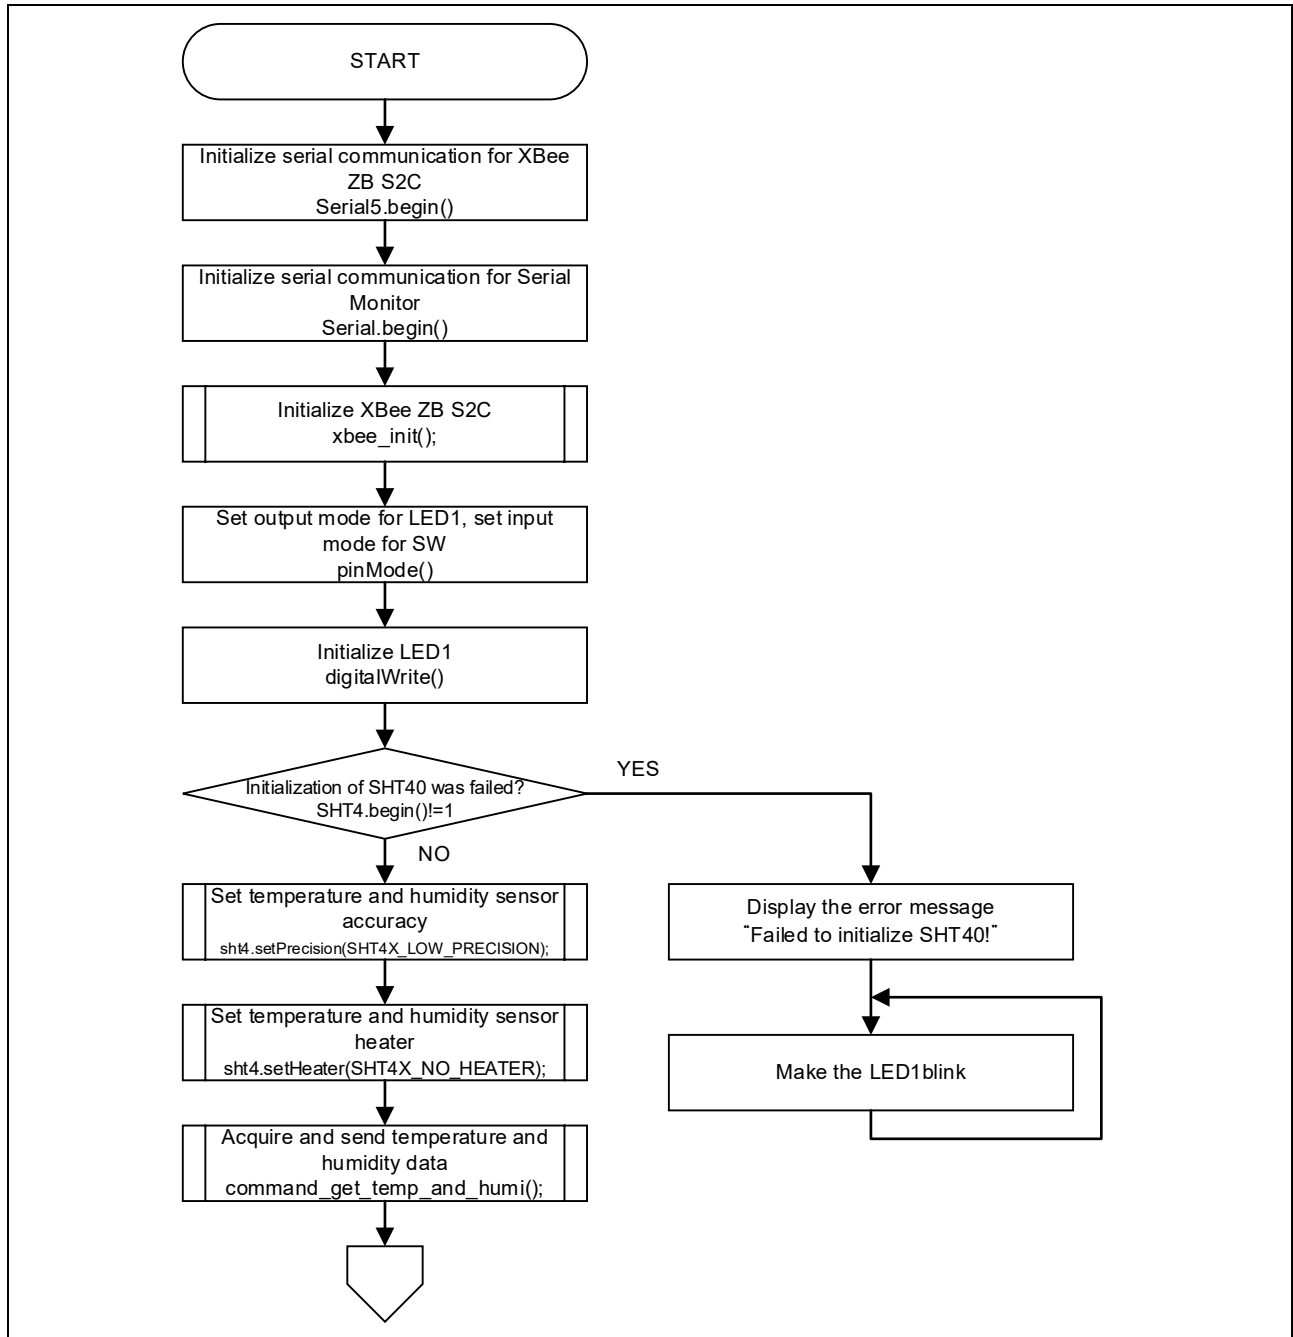 START
Initialize serial communication for XBee
ZB S2C
Serial5.begin()
Initialize serial communication for Serial
Monitor
Serial.begin()
Initialize XBee ZB S2C
xbee_init();
Set output mode for LED1, set input
mode for SW
pinMode()
Initialize LED1
digitalWrite()
Initialization of SHT40 was failed?
SHT4.begin()!=1
YES
NO
Set temperature and humidity sensor
accuracy
sht4.setPrecision(SHT4X_LOW_PRECISION);
Display the error message
¨Failed to initialize SHT40!¨
Set temperature and humidity sensor
heater
sht4.setHeater(SHT4X_NO_HEATER);
Make the LED1blink
Acquire and send temperature and
humidity data
command_get_temp_and_humi();